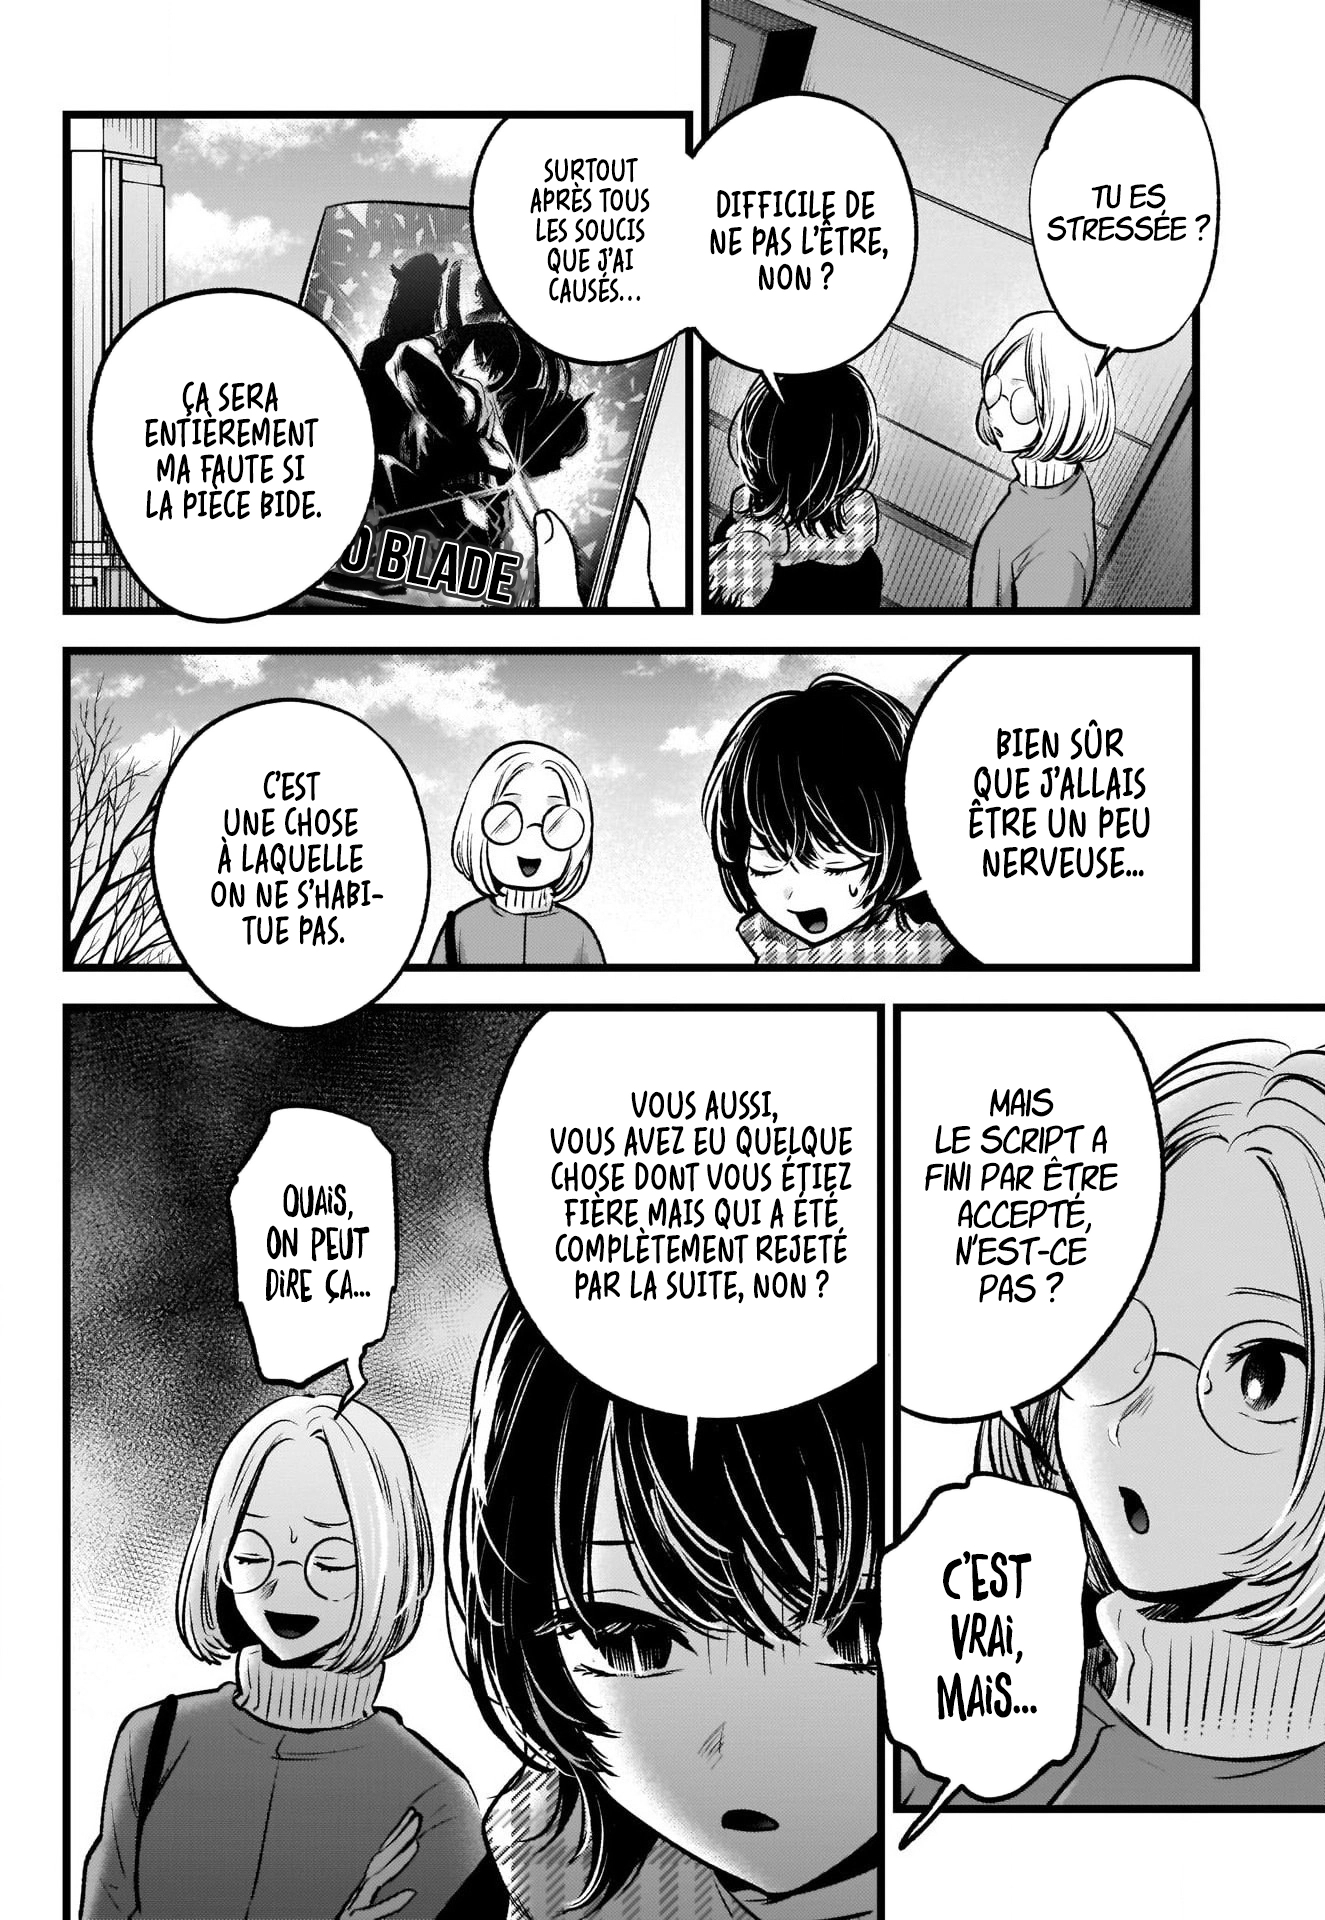 TU ES
STRESSÉE ?
DIFFICILE DE
NE PAS L'ÊTRE,
NON ?
SURTOUT
APRÈS TOUS
LES SOUCIS
QUE J'AI
CAUSÉS...
ÇA SERA
ENTIÈREMENT
MA FAUTE SI
LA PIÈCE BIDE.
BLADE
BIEN SÛR
QUE J'ALLAIS
ÊTRE UN PEU
NERVEUSE...
C'EST
UNE CHOSE
À LAQUELLE
ON NE S'HABI-
TUE PAS.
MAIS
LE SCRIPT A
FINI PAR ÊTRE
ACCEPTÉ,
N'EST-CE
PAS ?
C'EST
VRAI,
MAIS...
VOUS AUSSI,
VOUS AVEZ EU QUELQUE
CHOSE DONT VOUS ÉTIEZ
FIÈRE MAIS QUI A ÉTÉ
COMPLÈTEMENT REJETÉ
PAR LA SUITE, NON ?
OUAIS,
ON PEUT
DIRE ÇA...